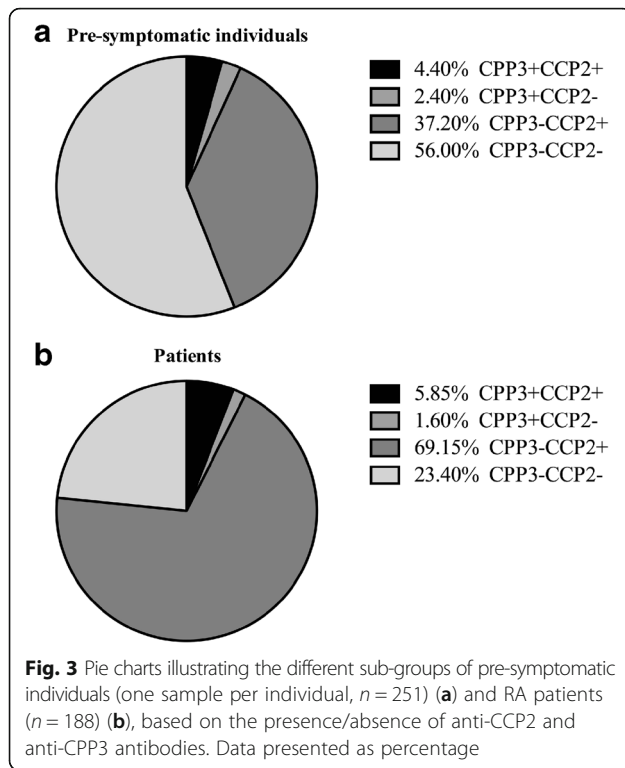 a Pre-symptomatic individuals
4.40% CPP3+CCP2+
2.40% CPP3+CCP2-
37.20% CPP3-CCP2+
56.00% CPP3-CCP2-
b Patients
5.85% CPP3+CCP2+
1.60% CPP3+CCP2-
69.15% CPP3-CCP2+
23.40% CPP3-CCP2-
Fig. 3 Pie charts illustrating the different sub-groups of pre-symptomatic
individuals (one sample per individual, n = 251) (a) and RA patients
(n = 188) (b), based on the presence/absence of anti-CCP2 and
anti-CPP3 antibodies. Data presented as percentage